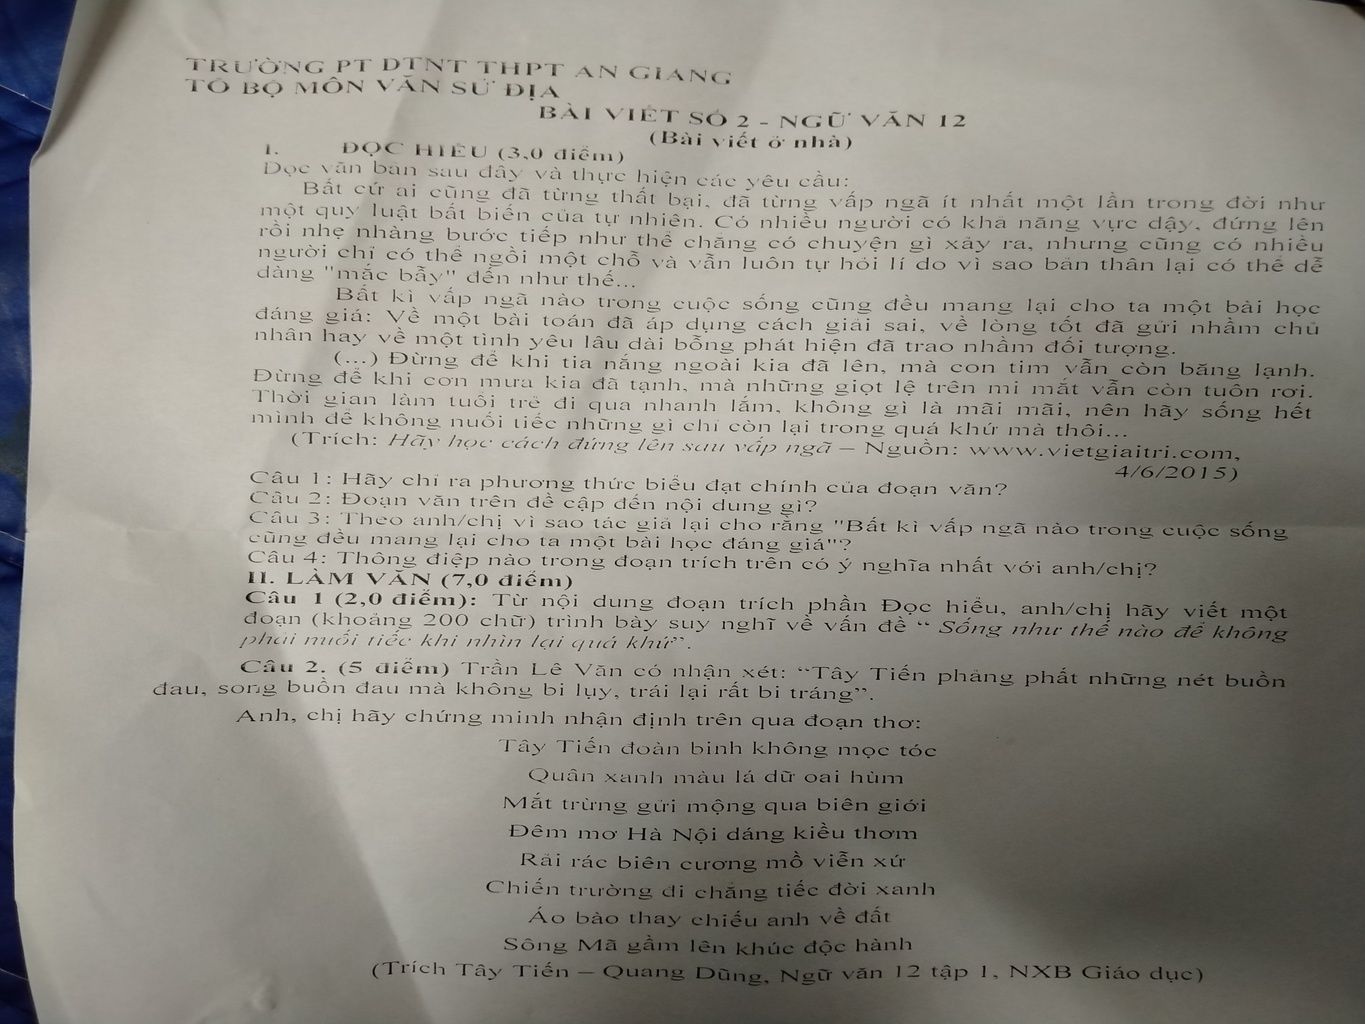 TRƯỜNG PT DTNT THPT AN GIANG
TỔ BỘ MÔN VĂN SỬ ĐỊA
BÀI VIẾT SỐ 2 - NGỮ VĂN 12
(Bài viết ở nhà)
I. ĐỌC HIỂU (3,0 điểm)
Đọc văn bản sau đây và thực hiện các yêu cầu:
Bất cứ ai cũng đã từng thất bại, đã từng vấp ngã ít nhất một lần trong đời như
một quy luật bất biến của tự nhiên. Có nhiều người có khả năng vực dậy, đứng lên
rồi nhẹ nhàng bước tiếp như thể chẳng có chuyện gì xảy ra, nhưng cũng có nhiều
người chỉ có thể ngồi một chỗ và vẫn luôn tự hỏi lí do vì sao bản thân lại có thể dễ
dàng "mắc bẫy" đến như thế...
Bất kì vấp ngã nào trong cuộc sống cũng đều mang lại cho ta một bài học
đáng giá: Về một bài toán đã áp dụng cách giải sai, về lòng tốt đã gửi nhầm chủ
nhân hay về một tình yêu lâu dài bỗng phát hiện đã trao nhầm đối tượng.
(...) Đừng để khi tia nắng ngoài kia đã lên, mà con tim vẫn còn băng lạnh.
Đừng để khi cơn mưa kia đã tạnh, mà những giọt lệ trên mi mắt vẫn còn tuôn rơi.
Thời gian làm tuổi trẻ đi qua nhanh lắm, không gì là mãi mãi, nên hãy sống hết
mình để không nuối tiếc những gì chỉ còn lại trong quá khứ mà thôi...
(Trích: Hãy học cách đứng lên sau vấp ngã – Nguồn: www.vietgiaitri.com,
4/6/2015)
Câu 1: Hãy chỉ ra phương thức biểu đạt chính của đoạn văn?
Câu 2: Đoạn văn trên đề cập đến nội dung gì?
Câu 3: Theo anh/chị vì sao tác giả lại cho rằng "Bất kì vấp ngã nào trong cuộc sống
cũng đều mang lại cho ta một bài học đáng giá"?
Câu 4: Thông điệp nào trong đoạn trích trên có ý nghĩa nhất với anh/chị?
II. LÀM VĂN (7,0 điểm)
Câu 1 (2,0 điểm): Từ nội dung đoạn trích phần Đọc hiểu, anh/chị hãy viết một
đoạn (khoảng 200 chữ) trình bày suy nghĩ về vấn đề “ Sống như thế nào để không
phải nuối tiếc khi nhìn lại quá khứ”.
Câu 2. (5 điểm) Trần Lê Văn có nhận xét: “Tây Tiến phảng phất những nét buồn
đau, song buồn đau mà không bi lụy, trái lại rất bi tráng”.
Anh, chị hãy chứng minh nhận định trên qua đoạn thơ:
Tây Tiến đoàn binh không mọc tóc
Quân xanh màu lá dữ oai hùm
Mắt trừng gửi mộng qua biên giới
Đêm mơ Hà Nội dáng kiều thơm
Rải rác biên cương mồ viễn xứ
Chiến trường đi chẳng tiếc đời xanh
Áo bào thay chiếu anh về đất
Sông Mã gầm lên khúc độc hành
(Trích Tây Tiến – Quang Dũng, Ngữ văn 12 tập 1, NXB Giáo dục)